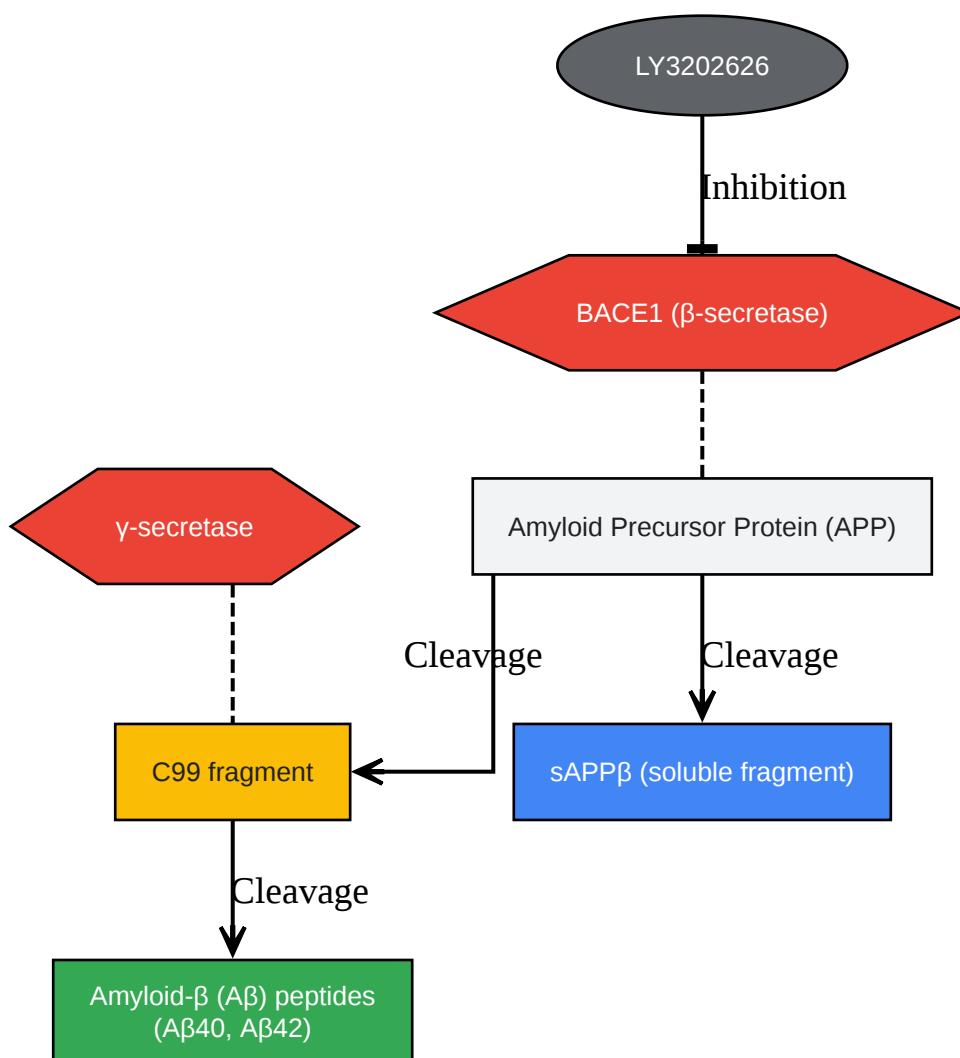 LY3202626
Inhibition
BACE1 (β-secretase)
γ-secretase
Amyloid Precursor Protein (APP)
Cleavage
Cleavage
C99 fragment
sAPPβ (soluble fragment)
Cleavage
Amyloid-β (Aβ) peptides
(Aβ40, Aβ42)